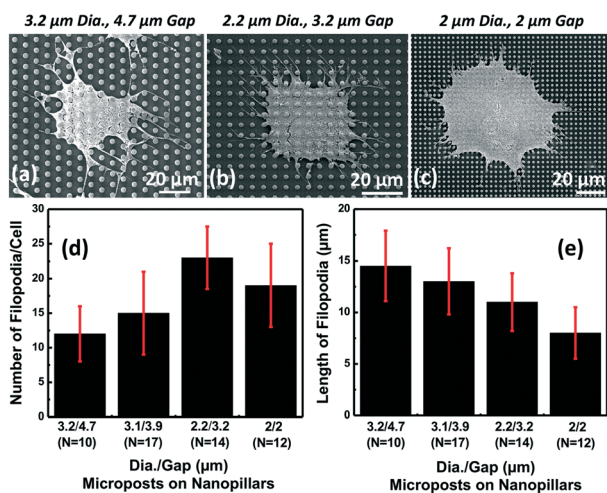 3.2 µm Dia., 4.7 µm Gap
2.2 µm Dia., 3.2 µm Gap
2 µm Dia., 2 µm Gap
(a)
20 µm
(b)
20 µm
(c)
20 µm
(d)
Number of Filopodia/Cell
30
25
20
15
10
5
0
3.2/4.7 3.1/3.9 2.2/3.2 2/2
(N=10) (N=17) (N=14) (N=12)
Dia./Gap (µm)
Microposts on Nanopillars
(e)
Length of Filopodia (µm)
20
15
10
5
0
3.2/4.7 3.1/3.9 2.2/3.2 2/2
(N=10) (N=17) (N=14) (N=12)
Dia./Gap (µm)
Microposts on Nanopillars